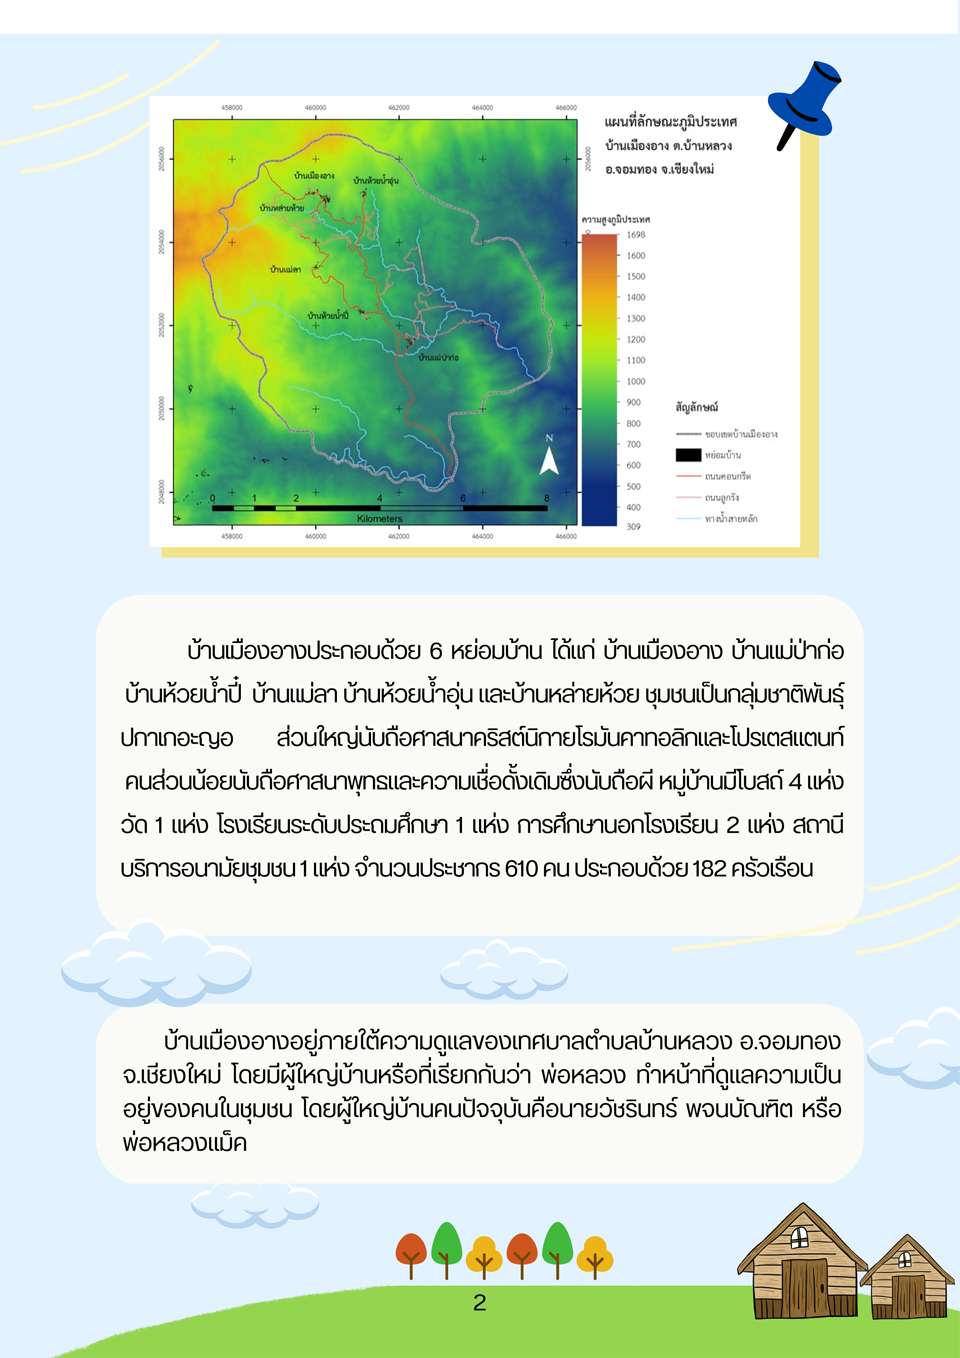 458000 460000 462000 464000 466000
แผนที่ลักษณะภูมิประเทศ
บ้านเมืองอาง ต.บ้านหลวง
อ.จอมทอง จ.เชียงใหม่
2056000 2056000
2054000
2052000
2050000
2048000
บ้านเมืองอาง
บ้านห้วยน้ำอุ่น
บ้านหล่ายห้วย
บ้านแม่ลา
บ้านห้วยน้ำปี๋
บ้านแม่ป่าก่อ
N
0 1 2 4 6 8
Kilometers
458000 460000 462000 464000 466000
ความสูงภูมิประเทศ
1698
1600
1500
1400
1300
1200
1100
1000
900
800
700
600
500
400
309
สัญลักษณ์
ขอบเขตบ้านเมืองอาง
หย่อมบ้าน
ถนนคอนกรีต
ถนนลูกรัง
ทางน้ำสายหลัก
บ้านเมืองอางประกอบด้วย 6 หย่อมบ้าน ได้แก่ บ้านเมืองอาง บ้านแม่ป่าก่อ
บ้านห้วยน้ำปี๋ บ้านแม่ลา บ้านห้วยน้ำอุ่น และบ้านหล่ายห้วย ชุมชนเป็นกลุ่มชาติพันธุ์
ปกาเกอะญอ ส่วนใหญ่นับถือศาสนาคริสต์นิกายโรมันคาทอลิกและโปรเตสแตนท์
คนส่วนน้อยนับถือศาสนาพุทธและความเชื่อดั้งเดิมซึ่งนับถือผี หมู่บ้านมีโบสถ์ 4 แห่ง
วัด 1 แห่ง โรงเรียนระดับประถมศึกษา 1 แห่ง การศึกษานอกโรงเรียน 2 แห่ง สถานี
บริการอนามัยชุมชน 1 แห่ง จำนวนประชากร 610 คน ประกอบด้วย 182 ครัวเรือน
บ้านเมืองอางอยู่ภายใต้ความดูแลของเทศบาลตำบลบ้านหลวง อ.จอมทอง
จ.เชียงใหม่ โดยมีผู้ใหญ่บ้านหรือที่เรียกกันว่า พ่อหลวง ทำหน้าที่ดูแลความเป็น
อยู่ของคนในชุมชน โดยผู้ใหญ่บ้านคนปัจจุบันคือนายวัชรินทร์ พจนบัณฑิต หรือ
พ่อหลวงแม็ค
2